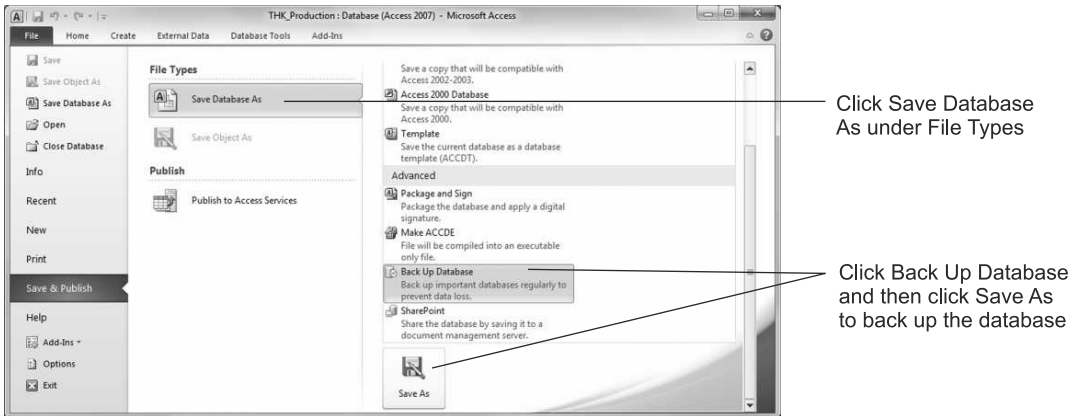 THK_Production : Database (Access 2007) - Microsoft Access
File Home Create External Data Database Tools Add-Ins
Save
Save Object As
Save Database As
Open
Close Database
Info
Recent
New
Print
Save & Publish
Help
Add-Ins
Options
Exit
File Types
Save Database As
Save Object As
Publish
Publish to Access Services
Save a copy that will be compatible with
Access 2002-2003.
Access 2000 Database
Save a copy that will be compatible with
Access 2000.
Template
Save the current database as a database
template (ACCDT).
Advanced
Package and Sign
Package the database and apply a digital
signature.
Make ACCDE
File will be compiled into an executable
only file.
Back Up Database
Back up important databases regularly to
prevent data loss.
SharePoint
Share the database by saving it to a
document management server.
Save As
Click Save Database
As under File Types
Click Back Up Database
and then click Save As
to back up the database